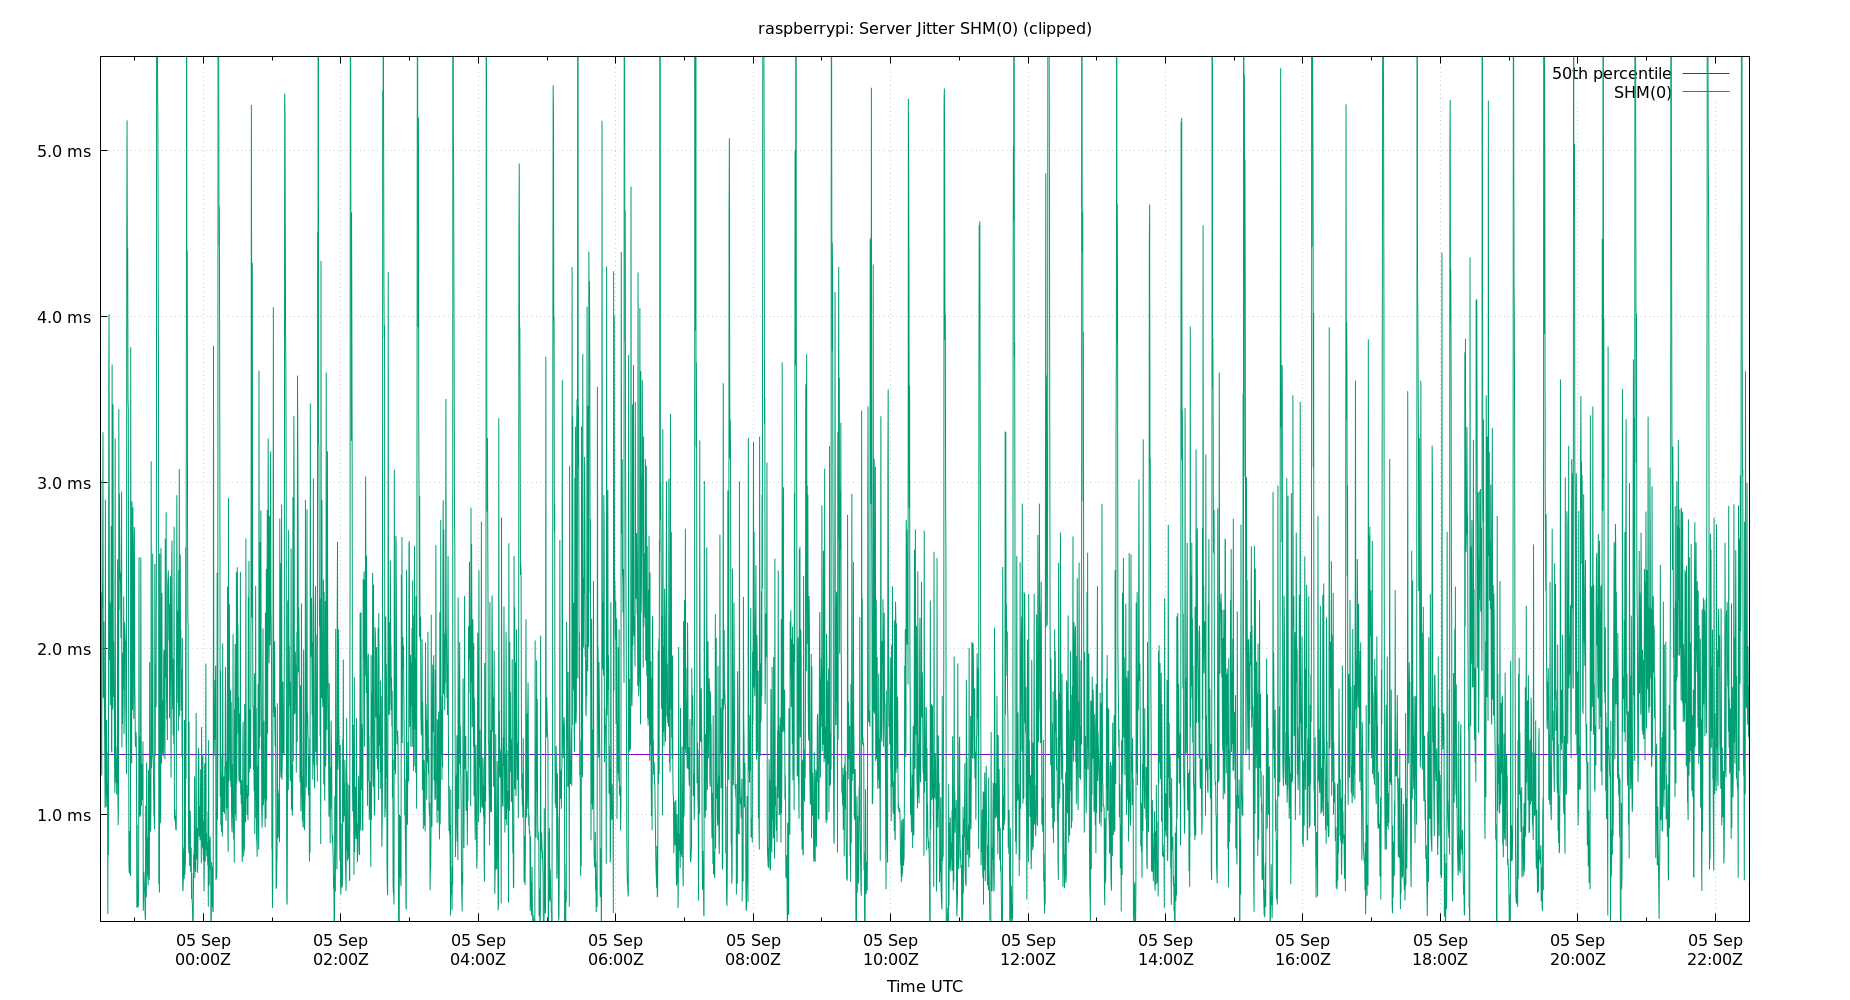 raspberrypi: Server Jitter SHM(0) (clipped)
50th percentile
SHM(0)
5.0 ms
4.0 ms
3.0 ms
2.0 ms
1.0 ms
05 Sep 05 Sep 05 Sep 05 Sep 05 Sep 05 Sep 05 Sep 05 Sep 05 Sep 05 Sep 05 Sep 05 Sep
00:00Z 02:00Z 04:00Z 06:00Z 08:00Z 10:00Z 12:00Z 14:00Z 16:00Z 18:00Z 20:00Z 22:00Z
Time UTC